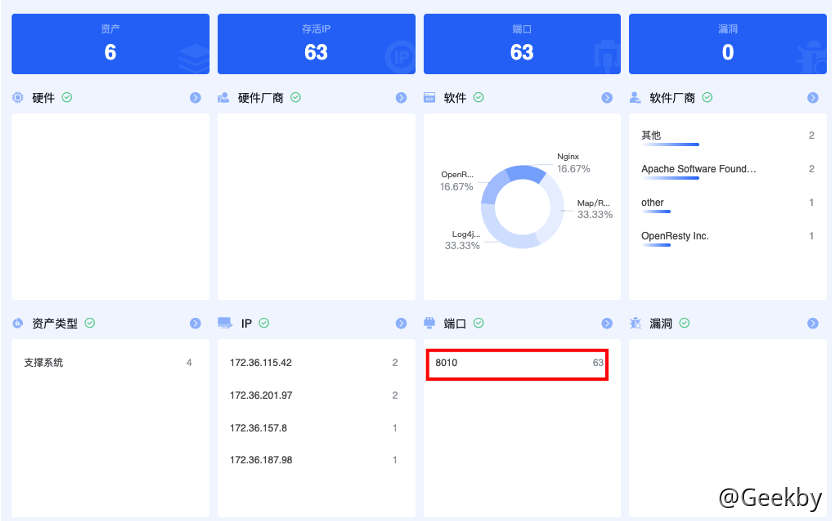 资产
存活IP
端口
漏洞
6
63
63
0
硬件
硬件厂商
软件
软件厂商
Nginx
16.67%
OpenR...
16.67%
Map/R...
33.33%
Log4j...
33.33%
其他 2
Apache Software Found... 2
other 1
OpenResty Inc. 1
资产类型
IP
端口
漏洞
支撑系统 4
172.36.115.42 2
172.36.201.97 2
172.36.157.8 1
172.36.187.98 1
8010 63
@Geekby